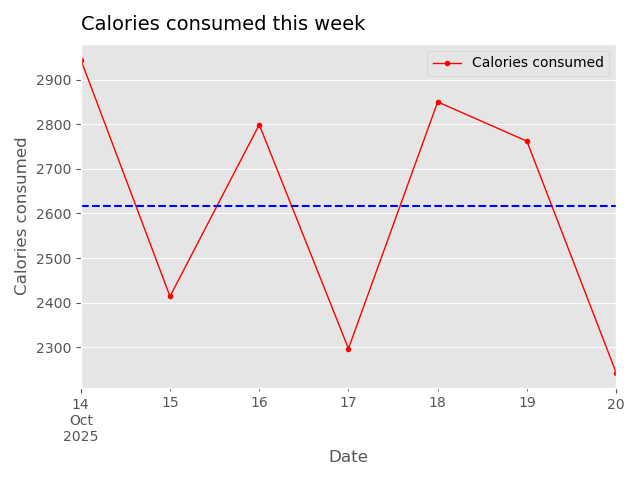 Calories consumed this week
Calories consumed
2900
2800
2700
2600
2500
2400
2300
Calories consumed
14 15 16 17 18 19 20
Oct
2025
Date